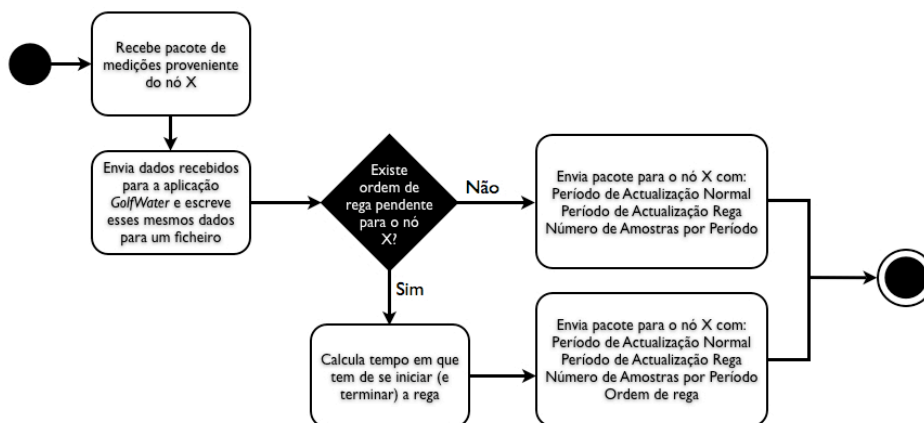 Recebe pacote de
medições proveniente
do nó X
Envia dados recebidos
para a aplicação
GolfWater e escreve
esses mesmos dados
para um ficheiro
Existe
ordem de
rega pendente
para o nó
X?
Não
Envia pacote para o nó X com:
Período de Actualização Normal
Período de Actualização Rega
Número de Amostras por Período
Sim
Calcula tempo em que
tem de se iniciar (e
terminar) a rega
Envia pacote para o nó X com:
Período de Actualização Normal
Período de Actualização Rega
Número de Amostras por Período
Ordem de rega